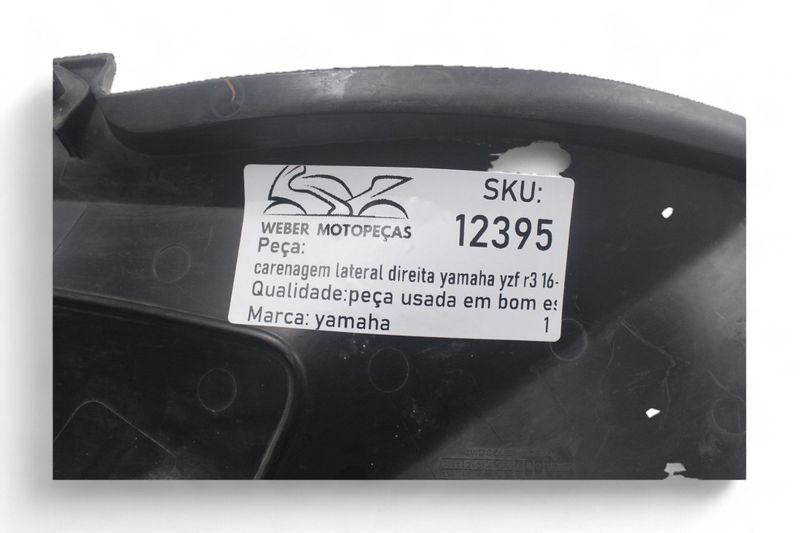 WEBER MOTOPEÇAS
SKU:
12395
Peça:
carenagem lateral direita yamaha yzf r3 16-
Qualidade:peça usada em bom es
Marca: yamaha
1